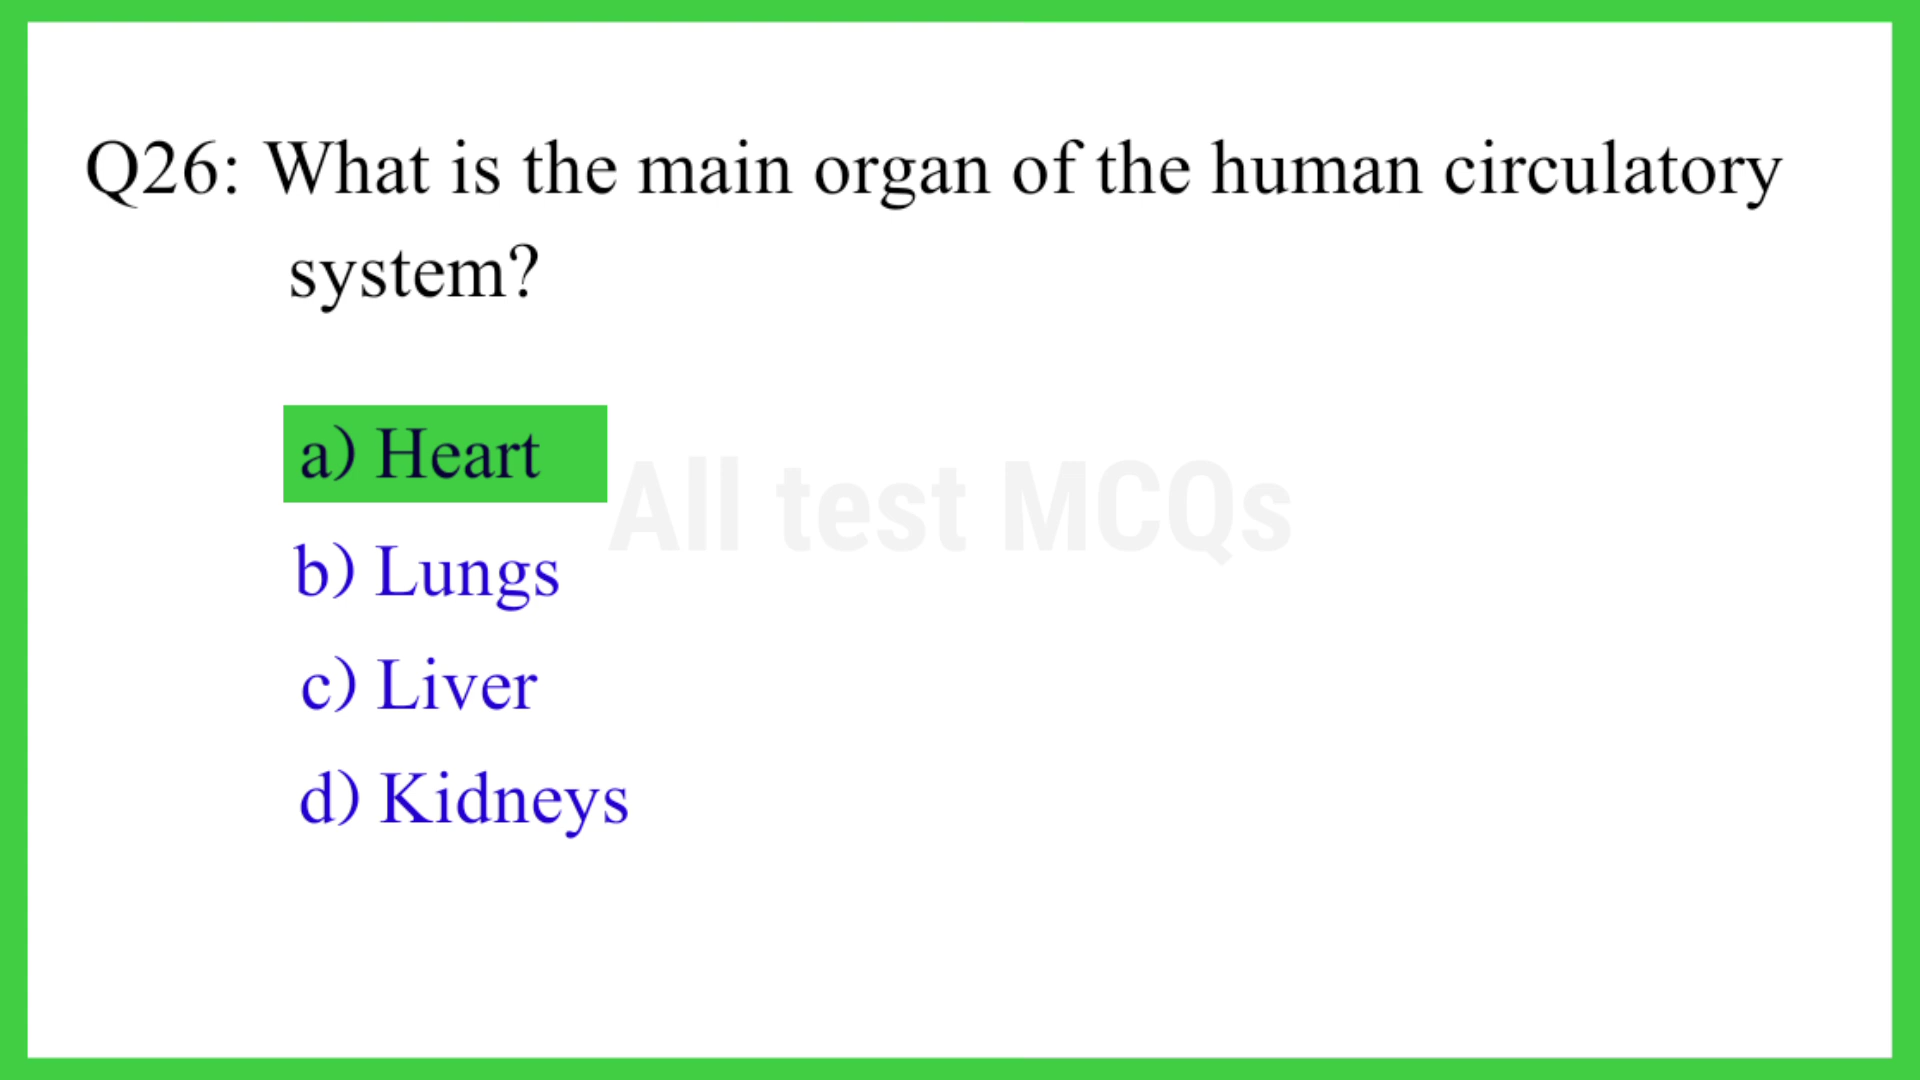 Q26: What is the main organ of the human circulatory
system?
a) Heart
All test MCQs
b) Lungs
c) Liver
d) Kidneys